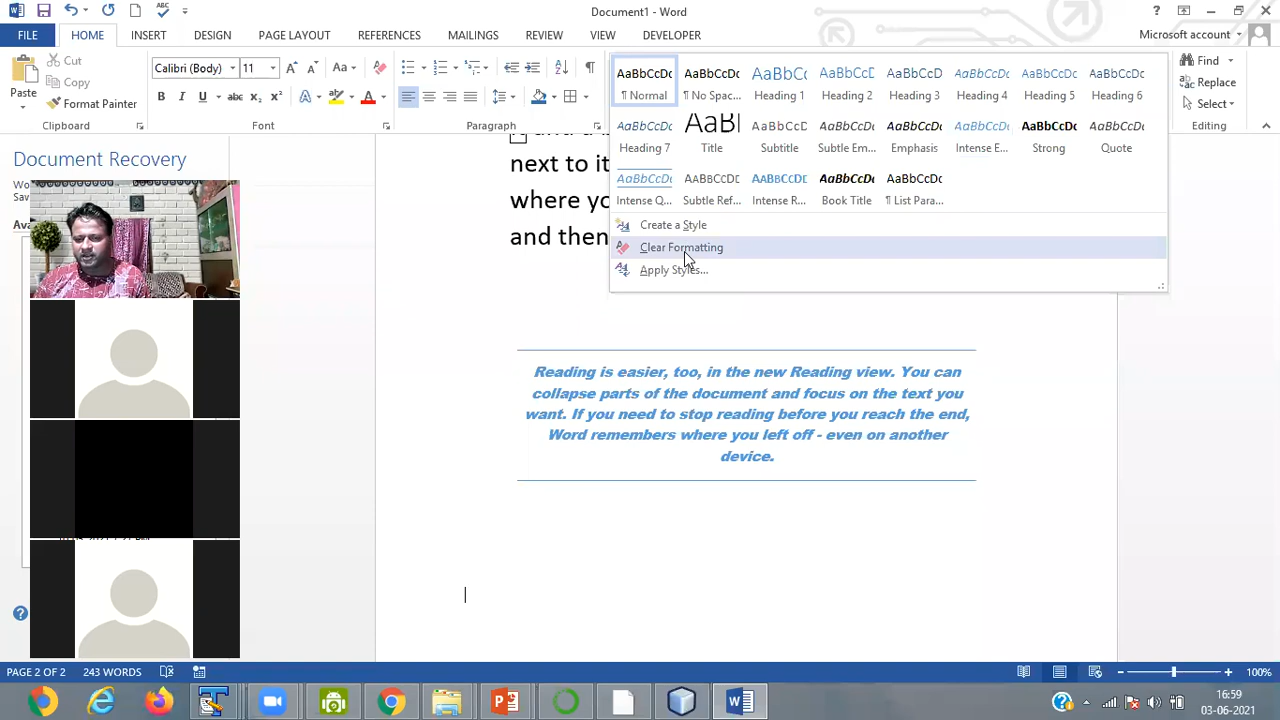 Document1 - Word
Microsoft account
FILE HOME INSERT DESIGN PAGE LAYOUT REFERENCES MAILINGS REVIEW VIEW DEVELOPER
Paste
Cut
Copy
Format Painter
Clipboard
Calibri (Body) 11
Font
Paragraph
AaBbCcDc AaBbCcDc AaBbCc AaBbCcD AaBbCcD AaBbCcDc AaBbCcDc AaBbCcDc
¶ Normal ¶ No Spac... Heading 1 Heading 2 Heading 3 Heading 4 Heading 5 Heading 6
AaBbCcDc AaBl AaBbCcD AaBbCcDc AaBbCcDc AaBbCcDc AaBbCcDc AaBbCcDc
Heading 7 Title Subtitle Subtle Em... Emphasis Intense E... Strong Quote
AaBbCcDc AaBbCcDc AaBbCcDc AaBbCcDc AaBbCcDc
Intense Q... Subtle Ref... Intense R... Book Title ¶ List Para...
Create a Style
Clear Formatting
Apply Styles...
Find
Replace
Select
Editing
Document Recovery
next to it
and then
Reading is easier, too, in the new Reading view. You can
collapse parts of the document and focus on the text you
want. If you need to stop reading before you reach the end,
Word remembers where you left off - even on another
device.
PAGE 2 OF 2 243 WORDS
100%
16:59
03-06-2021